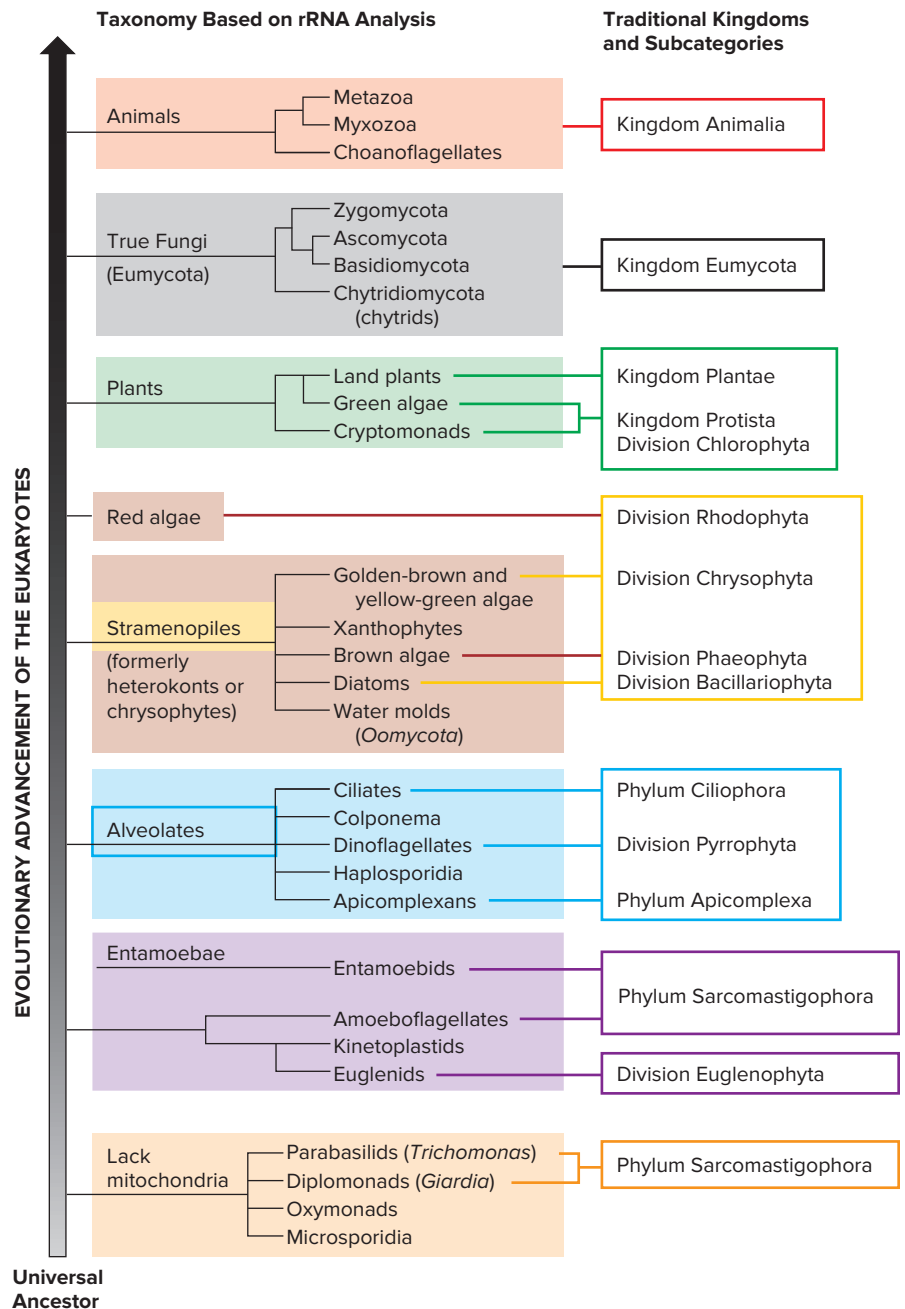 Taxonomy Based on rRNA Analysis
Traditional Kingdoms
and Subcategories
EVOLUTIONARY ADVANCEMENT OF THE EUKARYOTES
Animals
Metazoa
Myxozoa
Choanoflagellates
Kingdom Animalia
True Fungi
(Eumycota)
Zygomycota
Ascomycota
Basidiomycota
Chytridiomycota
(chytrids)
Kingdom Eumycota
Plants
Land plants
Green algae
Cryptomonads
Kingdom Plantae
Kingdom Protista
Division Chlorophyta
Red algae
Division Rhodophyta
Stramenopiles
(formerly
heterokonts or
chrysophytes)
Golden-brown and
yellow-green algae
Xanthophytes
Brown algae
Diatoms
Water molds
(Oomycota)
Division Chrysophyta
Division Phaeophyta
Division Bacillariophyta
Alveolates
Ciliates
Colponema
Dinoflagellates
Haplosporidia
Apicomplexans
Phylum Ciliophora
Division Pyrrophyta
Phylum Apicomplexa
Entamoebae
Entamoebids
Amoeboflagellates
Kinetoplastids
Euglenids
Phylum Sarcomastigophora
Division Euglenophyta
Lack
mitochondria
Parabasilids (Trichomonas)
Diplomonads (Giardia)
Oxymonads
Microsporidia
Phylum Sarcomastigophora
Universal
Ancestor